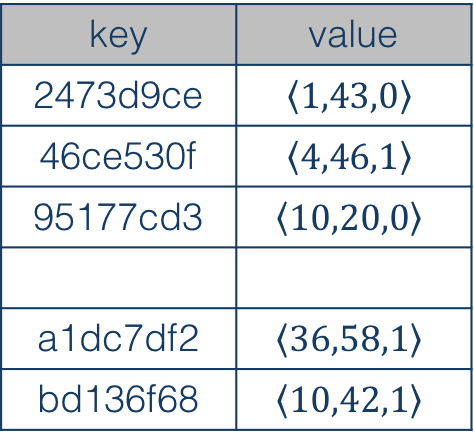 key value
2473d9ce ⟨1,43,0⟩
46ce530f ⟨4,46,1⟩
95177cd3 ⟨10,20,0⟩
a1dc7df2 ⟨36,58,1⟩
bd136f68 ⟨10,42,1⟩